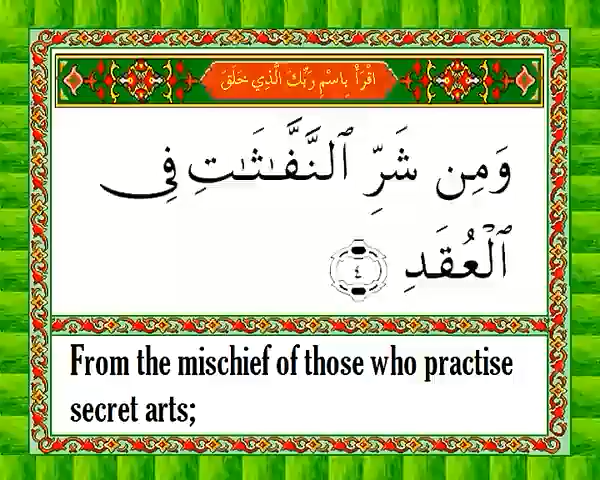 اقْرَأْ بِاسْمِ رَبِّكَ الَّذِي خَلَقَ
وَمِن شَرِّ ٱلنَّفَّـٰثَـٰتِ فِى
ٱلْعُقَدِ ٤
From the mischief of those who practise
secret arts;